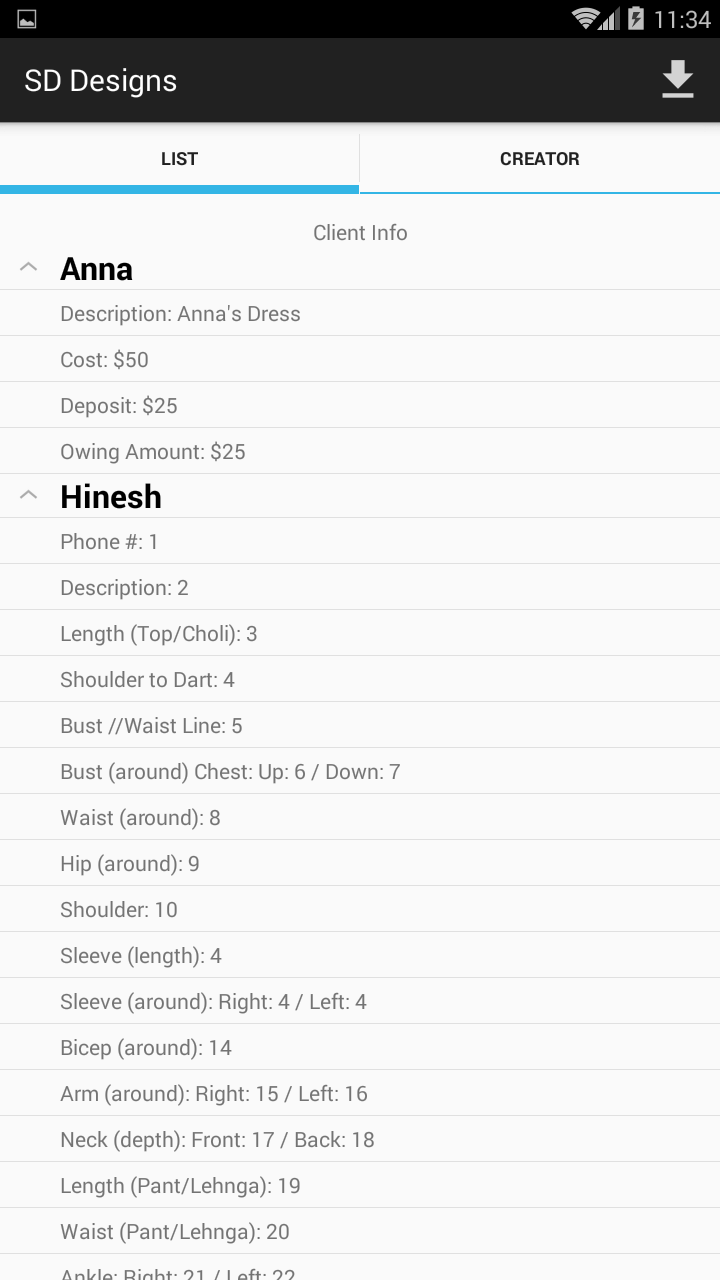 11:34
SD Designs
LIST
CREATOR
Client Info
Anna
Description: Anna's Dress
Cost: $50
Deposit: $25
Owing Amount: $25
Hinesh
Phone #: 1
Description: 2
Length (Top/Choli): 3
Shoulder to Dart: 4
Bust //Waist Line: 5
Bust (around) Chest: Up: 6 / Down: 7
Waist (around): 8
Hip (around): 9
Shoulder: 10
Sleeve (length): 4
Sleeve (around): Right: 4 / Left: 4
Bicep (around): 14
Arm (around): Right: 15 / Left: 16
Neck (depth): Front: 17 / Back: 18
Length (Pant/Lehnga): 19
Waist (Pant/Lehnga): 20
Ankle: Right: 21 / Left: 22